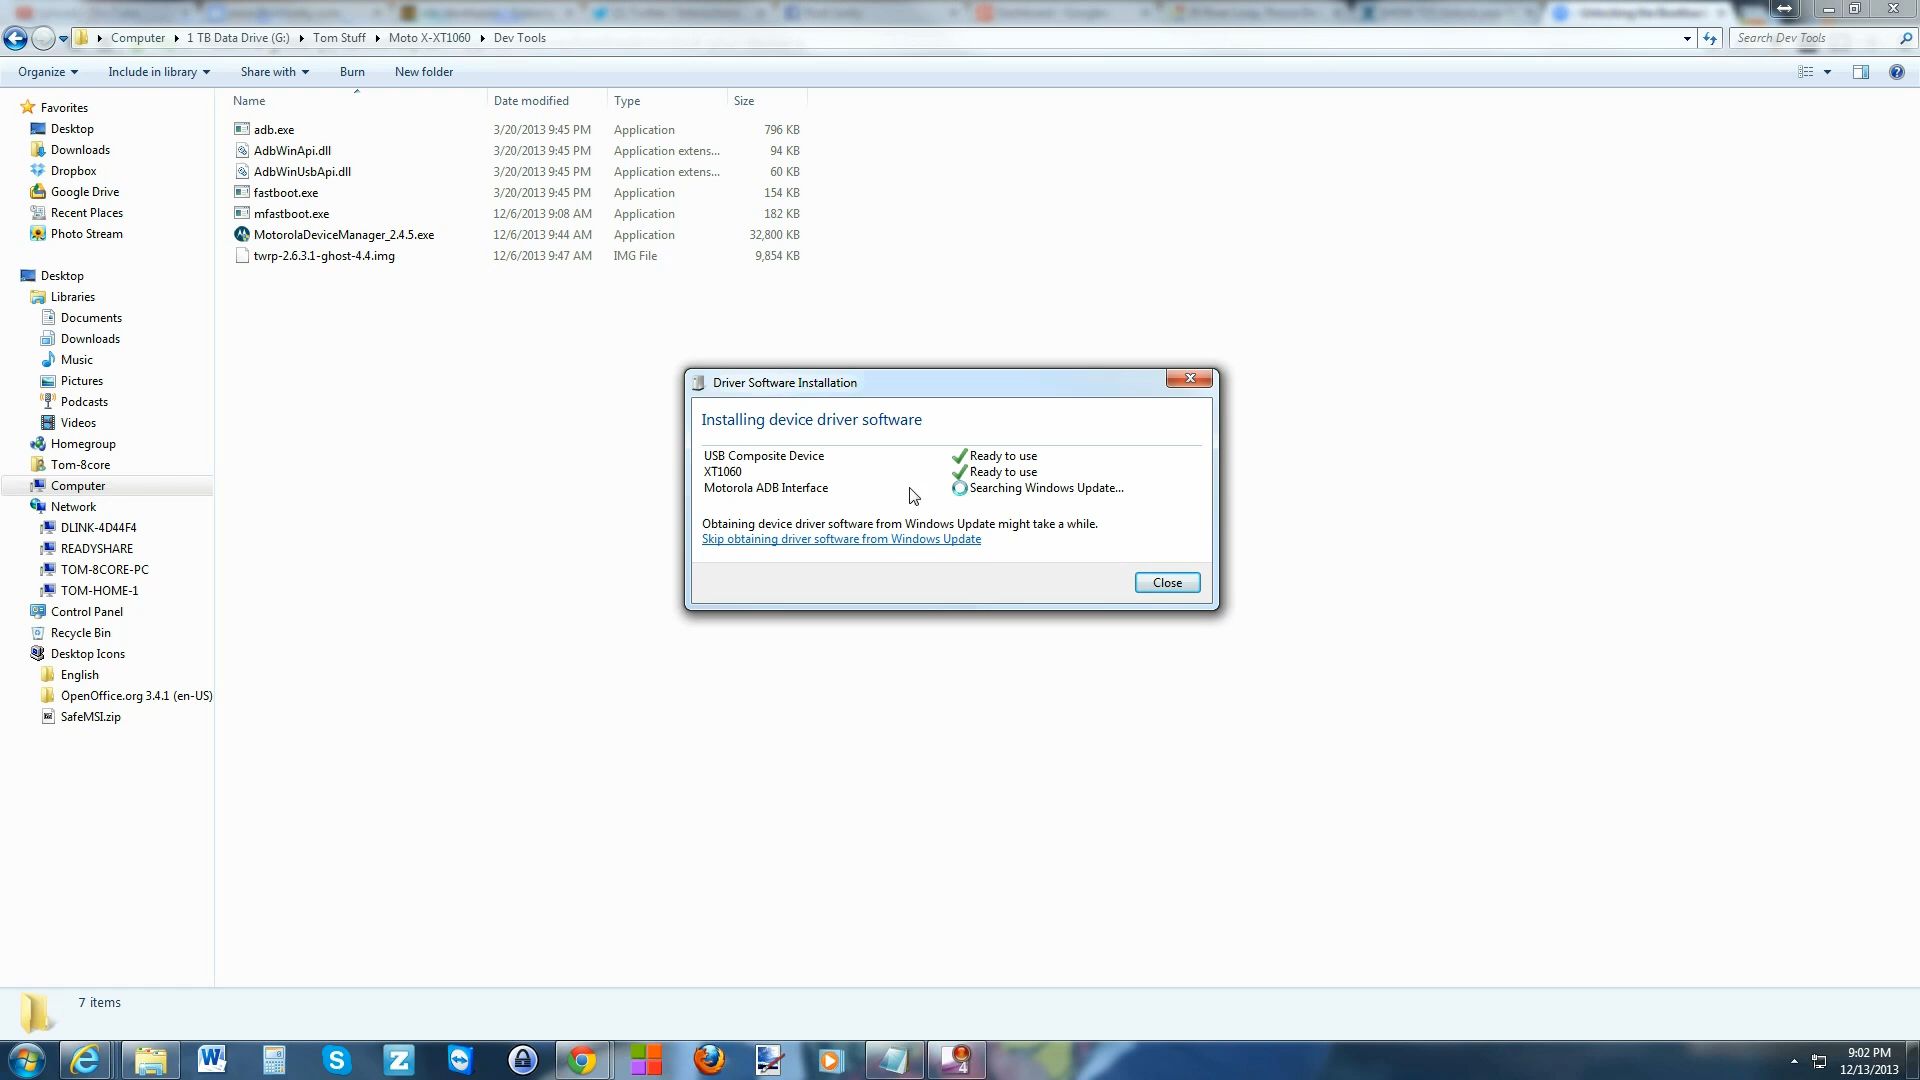 Computer ▸ 1 TB Data Drive (G:) ▸ Tom Stuff ▸ Moto X-XT1060 ▸ Dev Tools
Search Dev Tools
Organize Include in library Share with Burn New folder
Name Date modified Type Size
adb.exe 3/20/2013 9:45 PM Application 796 KB
AdbWinApi.dll 3/20/2013 9:45 PM Application extens... 94 KB
AdbWinUsbApi.dll 3/20/2013 9:45 PM Application extens... 60 KB
fastboot.exe 3/20/2013 9:45 PM Application 154 KB
mfastboot.exe 12/6/2013 9:08 AM Application 182 KB
MotorolaDeviceManager_2.4.5.exe 12/6/2013 9:44 AM Application 32,800 KB
twrp-2.6.3.1-ghost-4.4.img 12/6/2013 9:47 AM IMG File 9,854 KB
Favorites
Desktop
Downloads
Dropbox
Google Drive
Recent Places
Photo Stream
Desktop
Libraries
Documents
Downloads
Music
Pictures
Podcasts
Videos
Homegroup
Tom-8core
Computer
Network
DLINK-4D44F4
READYSHARE
TOM-8CORE-PC
TOM-HOME-1
Control Panel
Recycle Bin
Desktop Icons
English
OpenOffice.org 3.4.1 (en-US)
SafeMSI.zip
Driver Software Installation
Installing device driver software
USB Composite Device Ready to use
XT1060 Ready to use
Motorola ADB Interface Searching Windows Update...
Obtaining device driver software from Windows Update might take a while.
Skip obtaining driver software from Windows Update
Close
7 items
9:02 PM
12/13/2013